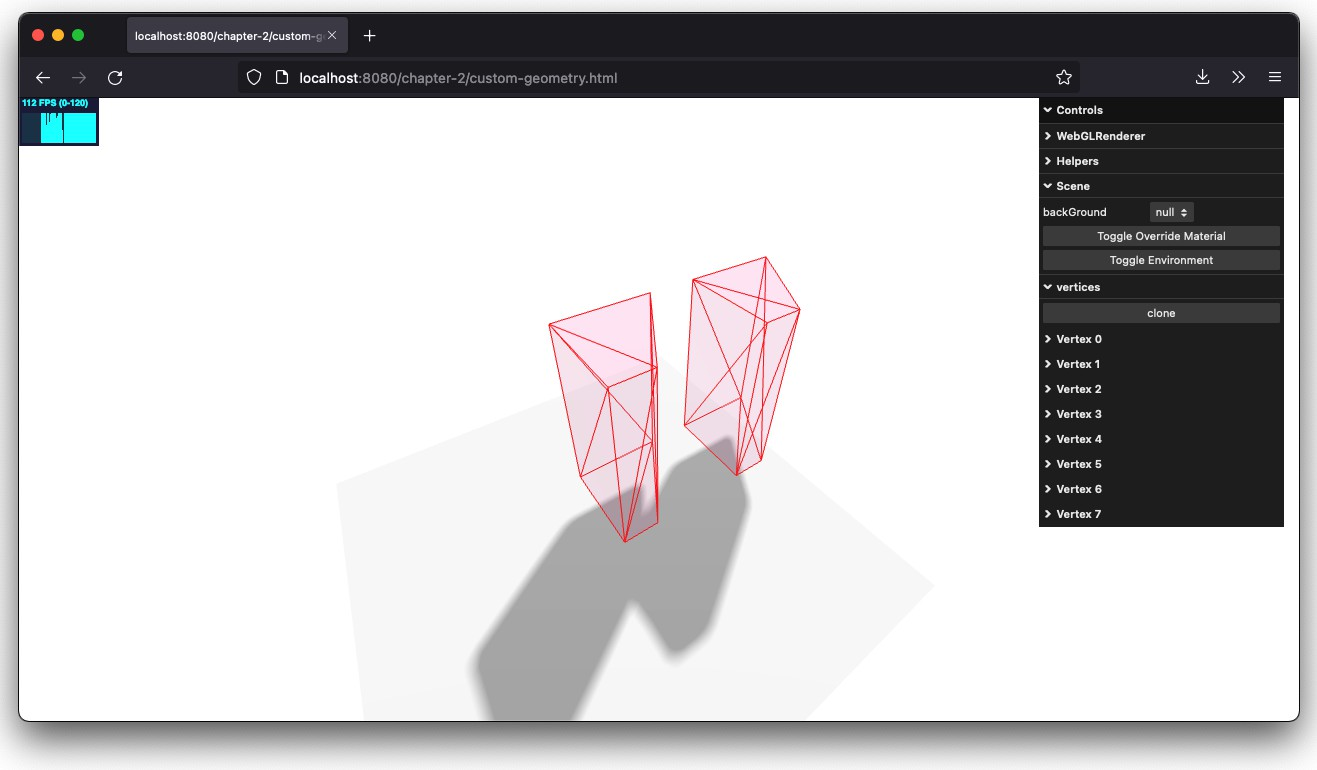 localhost:8080/chapter-2/custom-g
localhost:8080/chapter-2/custom-geometry.html
112 FPS (0-120)
Controls
WebGLRenderer
Helpers
Scene
backGround null
Toggle Override Material
Toggle Environment
vertices
clone
Vertex 0
Vertex 1
Vertex 2
Vertex 3
Vertex 4
Vertex 5
Vertex 6
Vertex 7